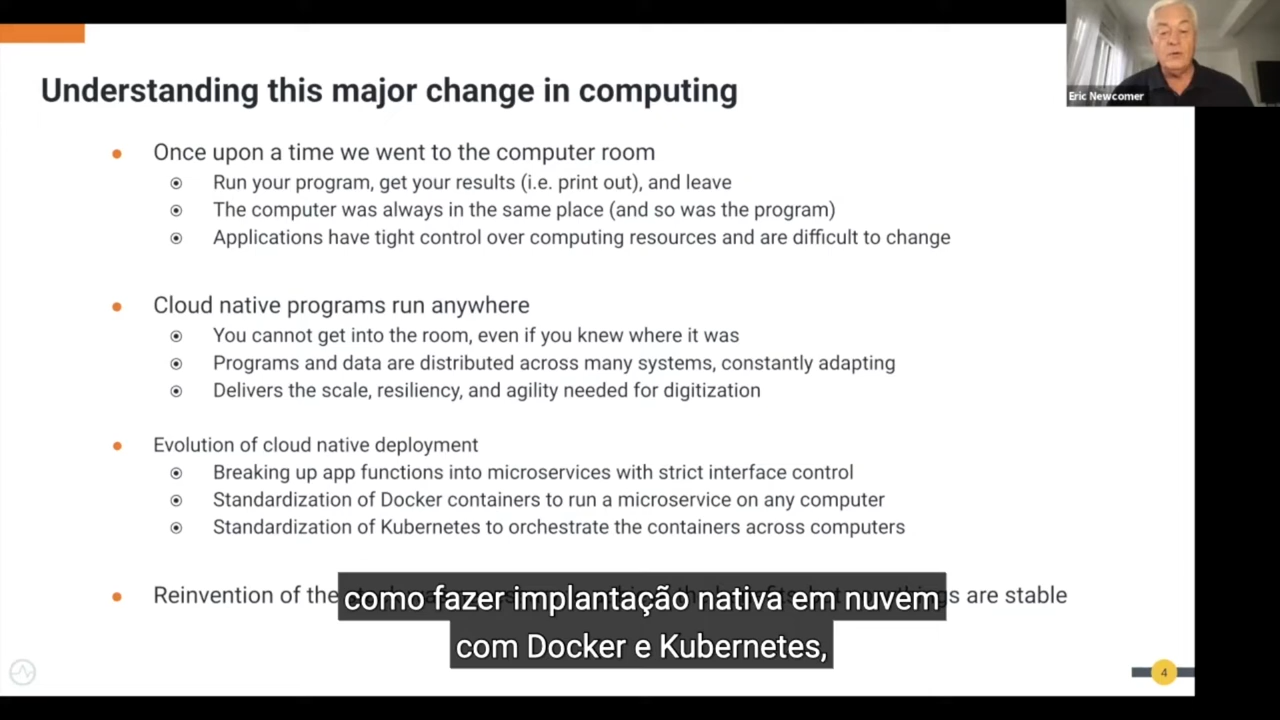 Eric Newcomer
Understanding this major change in computing
Once upon a time we went to the computer room
Run your program, get your results (i.e. print out), and leave
The computer was always in the same place (and so was the program)
Applications have tight control over computing resources and are difficult to change
Cloud native programs run anywhere
You cannot get into the room, even if you knew where it was
Programs and data are distributed across many systems, constantly adapting
Delivers the scale, resiliency, and agility needed for digitization
Evolution of cloud native deployment
Breaking up app functions into microservices with strict interface control
Standardization of Docker containers to run a microservice on any computer
Standardization of Kubernetes to orchestrate the containers across computers
Reinvention of the are stable
como fazer implantação nativa em nuvem
com Docker e Kubernetes,
4